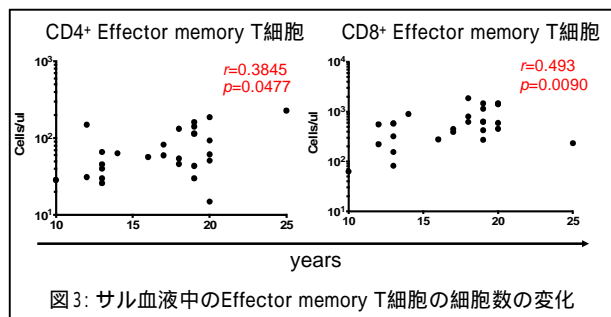 CD4⁺ Effector memory T細胞
r=0.3845
p=0.0477
Cells/ul
10³
10²
10¹
10 15 20 25
CD8⁺ Effector memory T細胞
r=0.493
p=0.0090
Cells/ul
10⁴
10³
10²
10¹
10 15 20 25
years
図3: サル血液中のEffector memory T細胞の細胞数の変化